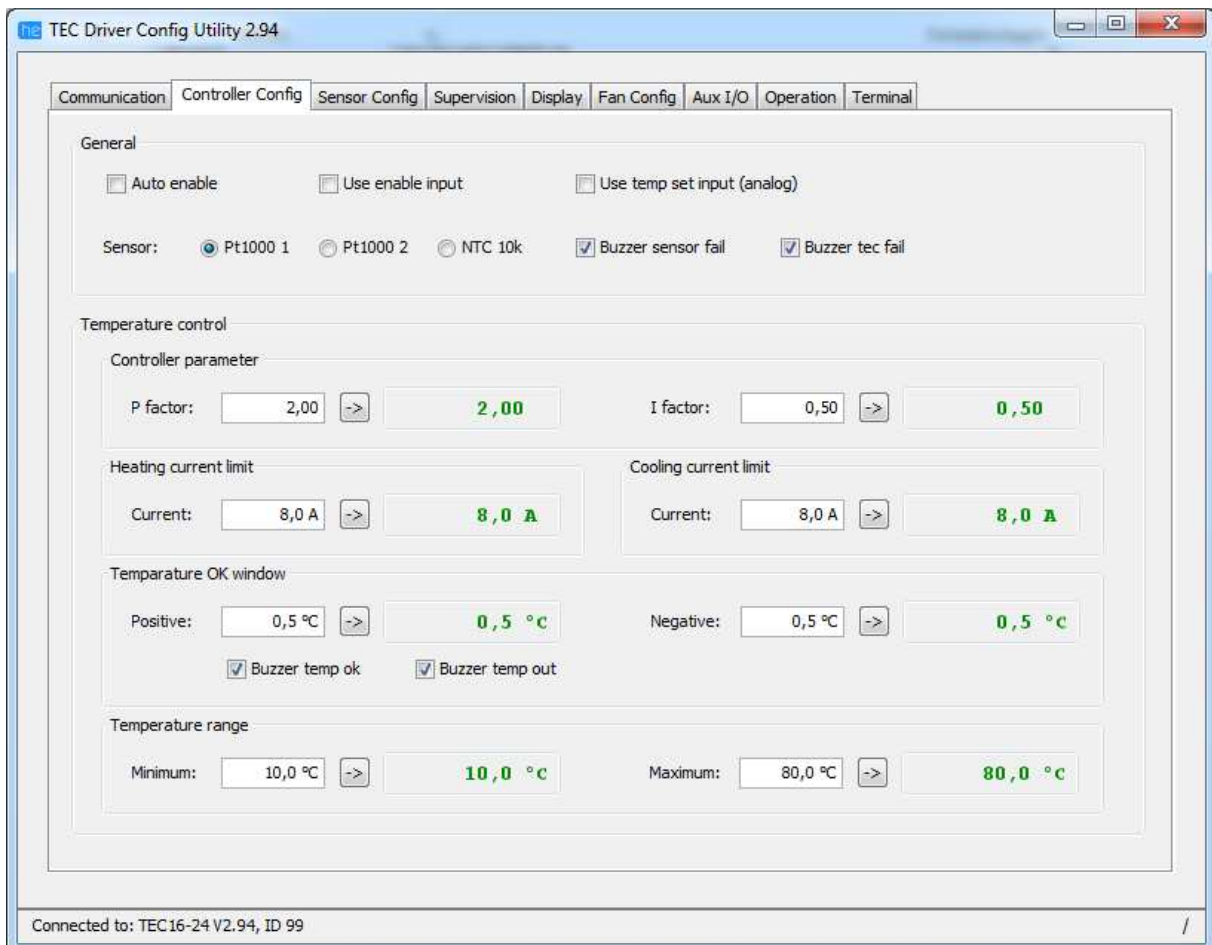 he TEC Driver Config Utility 2.94
Communication Controller Config Sensor Config Supervision Display Fan Config Aux I/O Operation Terminal
General
Auto enable Use enable input Use temp set input (analog)
Sensor: Pt1000 1 Pt1000 2 NTC 10k Buzzer sensor fail Buzzer tec fail
Temperature control
Controller parameter
P factor: 2,00 -> 2,00 I factor: 0,50 -> 0,50
Heating current limit Cooling current limit
Current: 8,0 A -> 8,0 A Current: 8,0 A -> 8,0 A
Temparature OK window
Positive: 0,5 °C -> 0,5 °C Negative: 0,5 °C -> 0,5 °C
Buzzer temp ok Buzzer temp out
Temperature range
Minimum: 10,0 °C -> 10,0 °C Maximum: 80,0 °C -> 80,0 °C
Connected to: TEC16-24 V2.94, ID 99 /